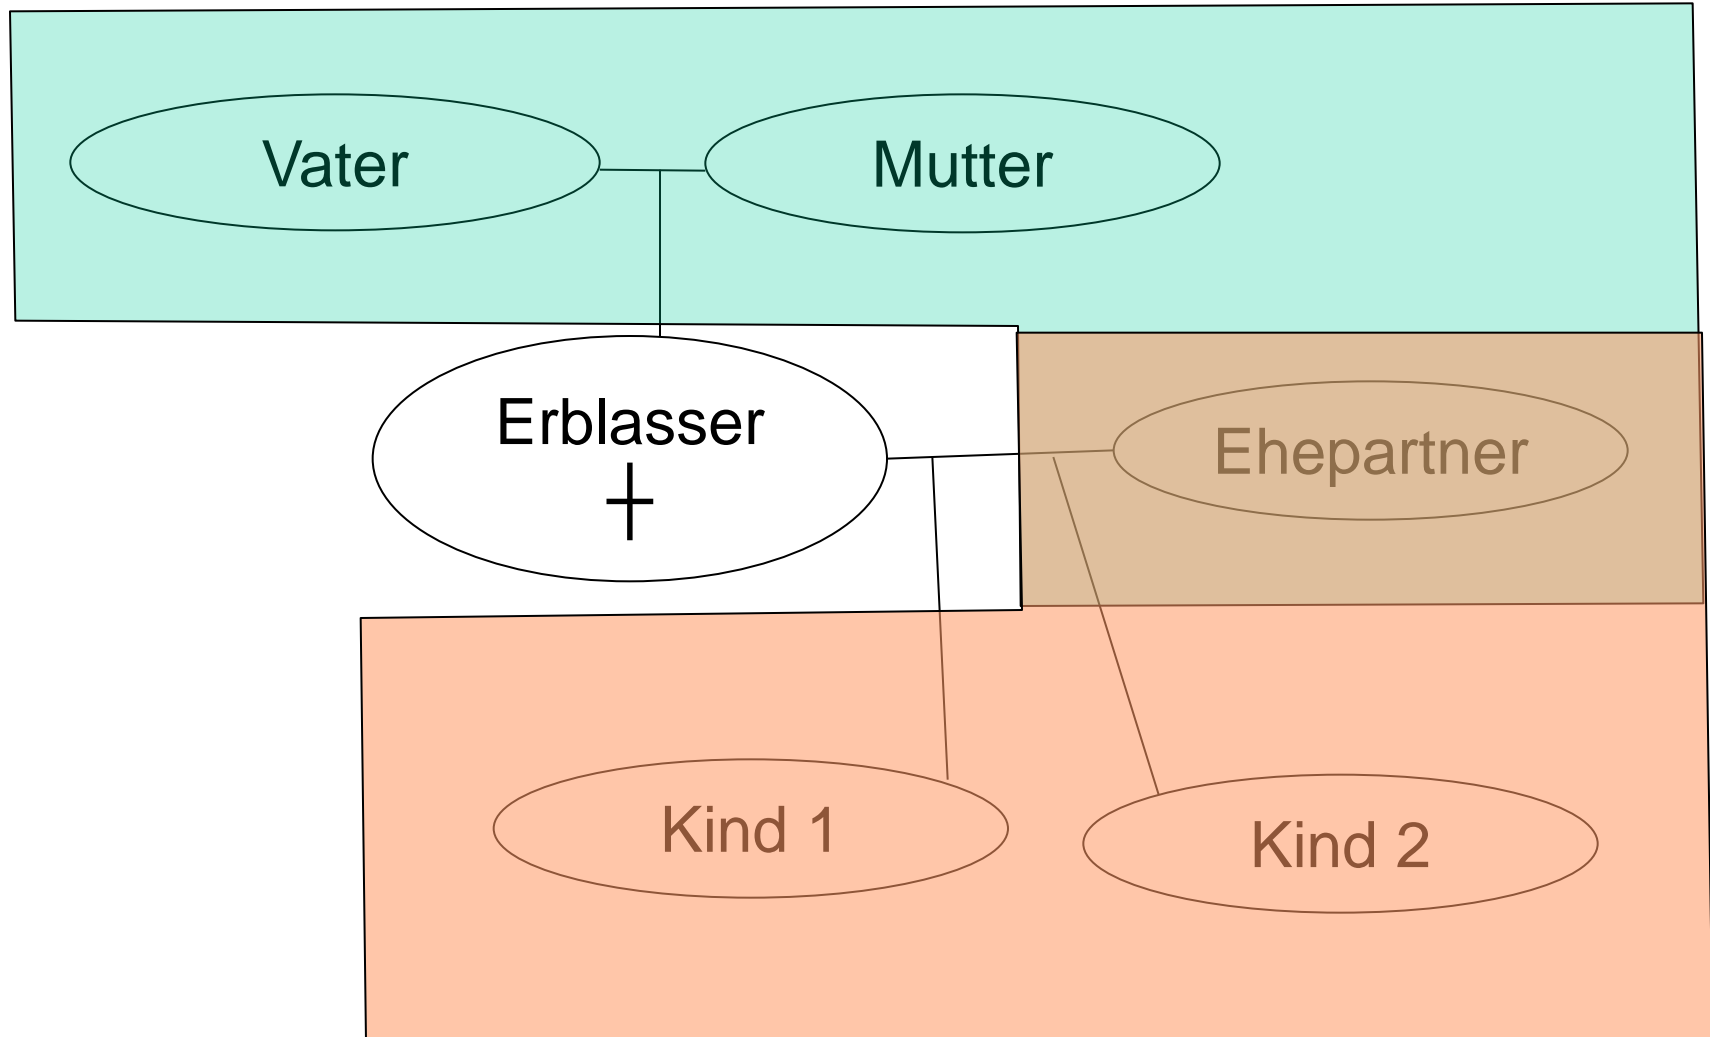 Vater
Mutter
Erblasser
Ehepartner
Kind 1
Kind 2